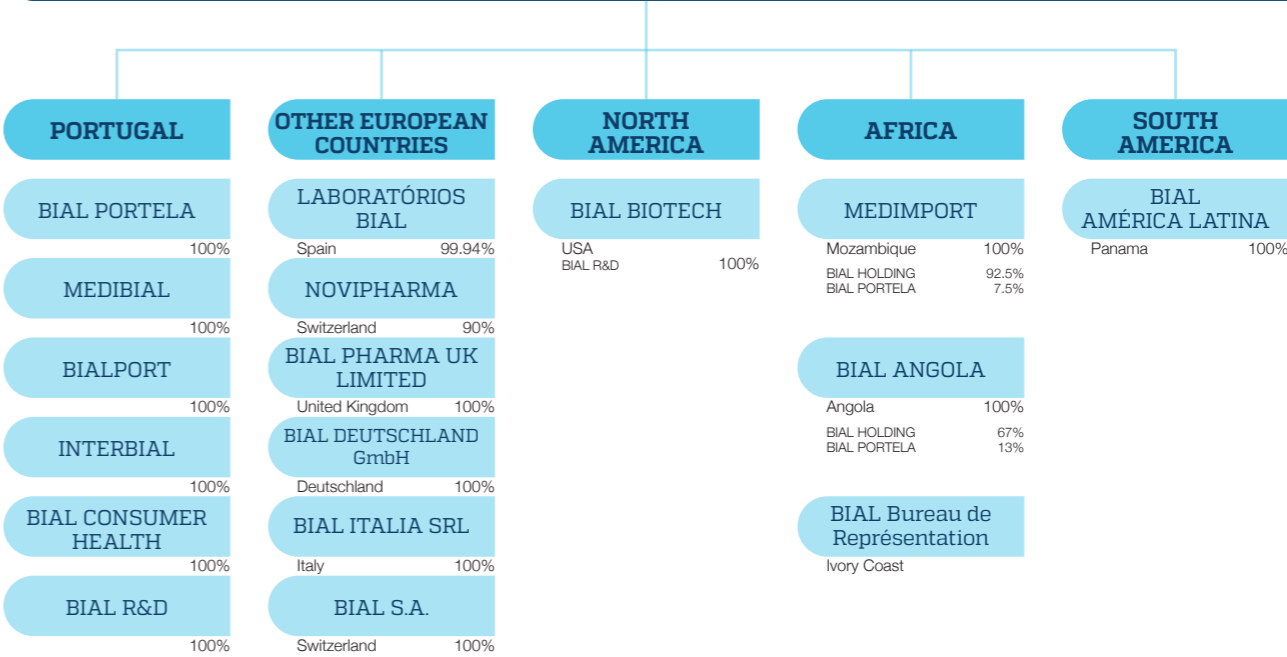 PORTUGAL
BIAL PORTELA
100%
MEDIBIAL
100%
BIALPORT
100%
INTERBIAL
100%
BIAL CONSUMER
HEALTH
100%
BIAL R&D
100%
OTHER EUROPEAN
COUNTRIES
LABORATÓRIOS
BIAL
Spain 99.94%
NOVIPHARMA
Switzerland 90%
BIAL PHARMA UK
LIMITED
United Kingdom 100%
BIAL DEUTSCHLAND
GmbH
Deutschland 100%
BIAL ITALIA SRL
Italy 100%
BIAL S.A.
Switzerland 100%
NORTH
AMERICA
BIAL BIOTECH
USA
BIAL R&D 100%
AFRICA
MEDIMPORT
Mozambique 100%
BIAL HOLDING 92.5%
BIAL PORTELA 7.5%
BIAL ANGOLA
Angola 100%
BIAL HOLDING 67%
BIAL PORTELA 13%
BIAL Bureau de
Représentation
Ivory Coast
SOUTH
AMERICA
BIAL
AMÉRICA LATINA
Panama 100%